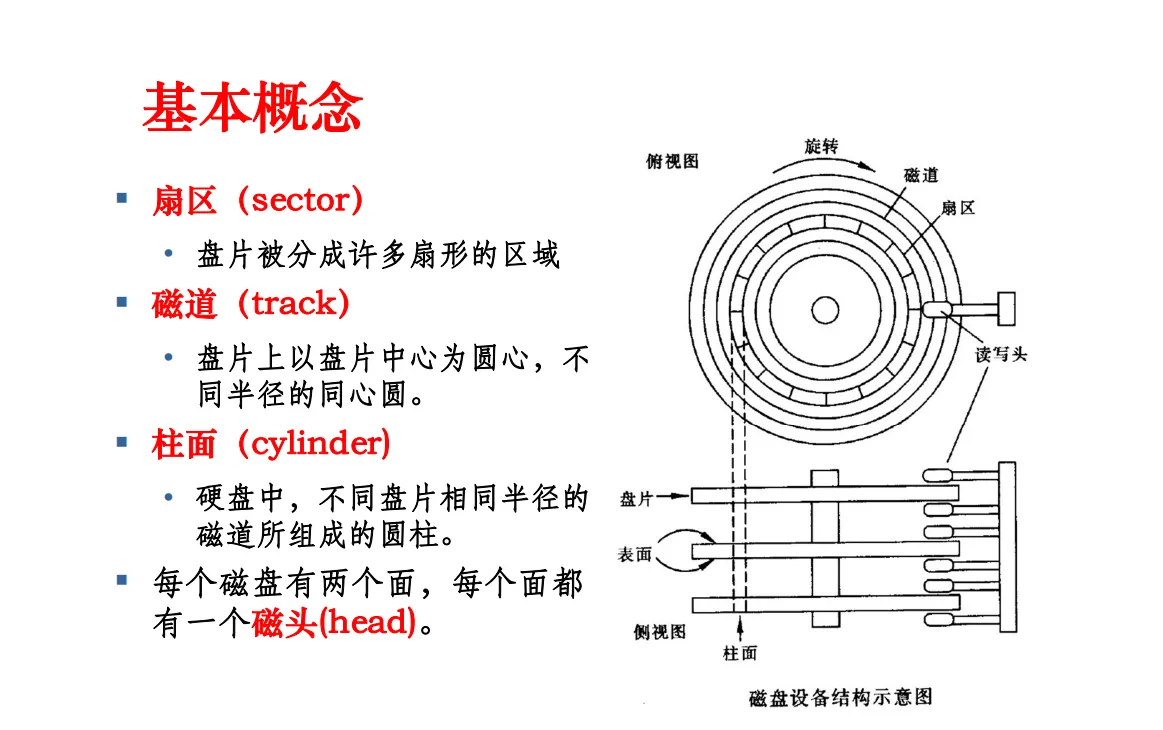 基本概念
扇区（sector）
盘片被分成许多扇形的区域
磁道（track）
盘片上以盘片中心为圆心，不
同半径的同心圆。
柱面（cylinder)
硬盘中，不同盘片相同半径的
磁道所组成的圆柱。
每个磁盘有两个面，每个面都
有一个磁头(head)。
俯视图
旋转
磁道
扇区
读写头
盘片
表面
侧视图
柱面
磁盘设备结构示意图